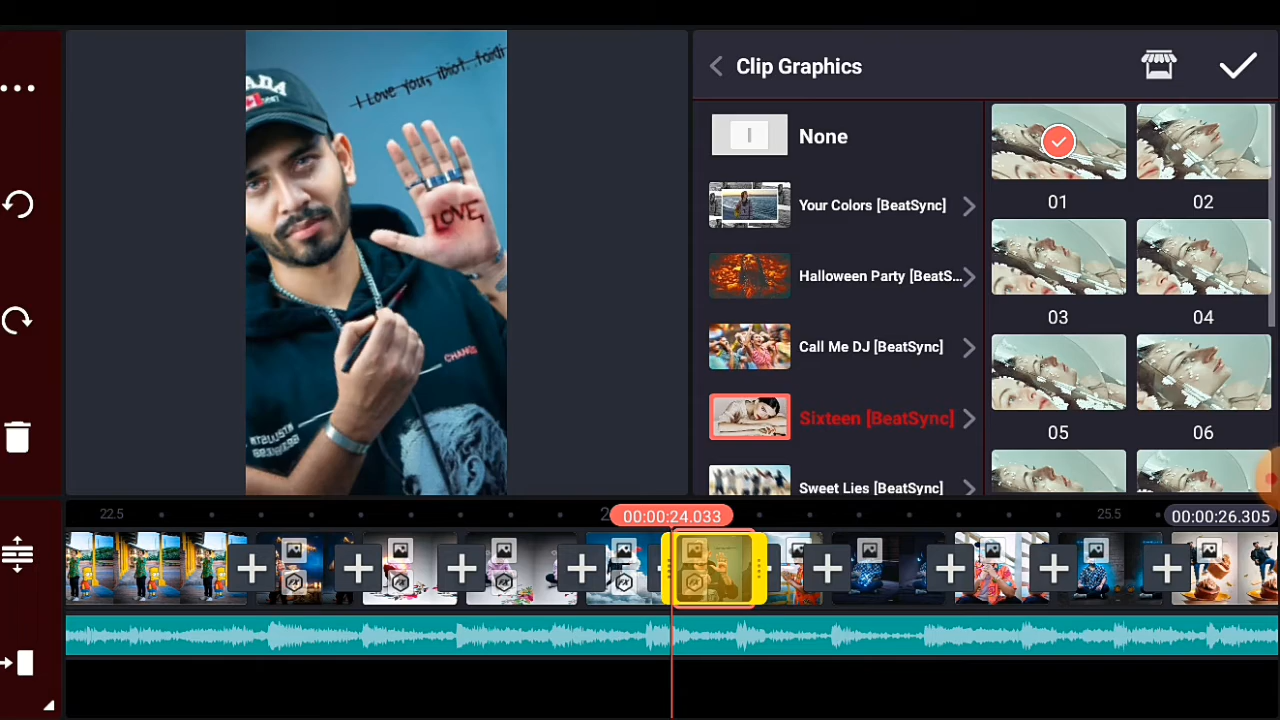 Clip Graphics
None
Your Colors [BeatSync]
Halloween Party [BeatS...
Call Me DJ [BeatSync]
Sixteen [BeatSync]
Sweet Lies [BeatSync]
01
02
03
04
05
06
I LOVE YOU, IDIOT.
LOVE,
CHANGS
22.5
00:00:24.033
25.5
00:00:26.305